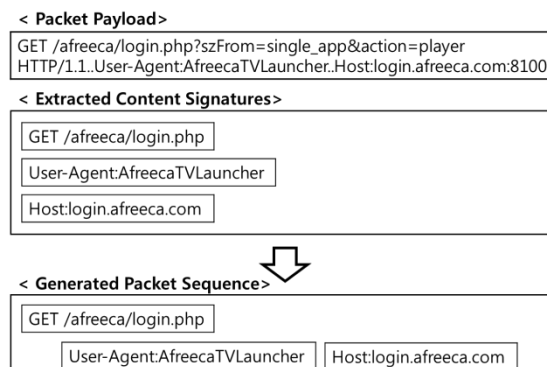 < Packet Payload>
GET /afreeca/login.php?szFrom=single_app&action=player
HTTP/1.1..User-Agent:AfreecaTVLauncher..Host:login.afreeca.com:8100
< Extracted Content Signatures>
GET /afreeca/login.php
User-Agent:AfreecaTVLauncher
Host:login.afreeca.com
< Generated Packet Sequence>
GET /afreeca/login.php
User-Agent:AfreecaTVLauncher Host:login.afreeca.com